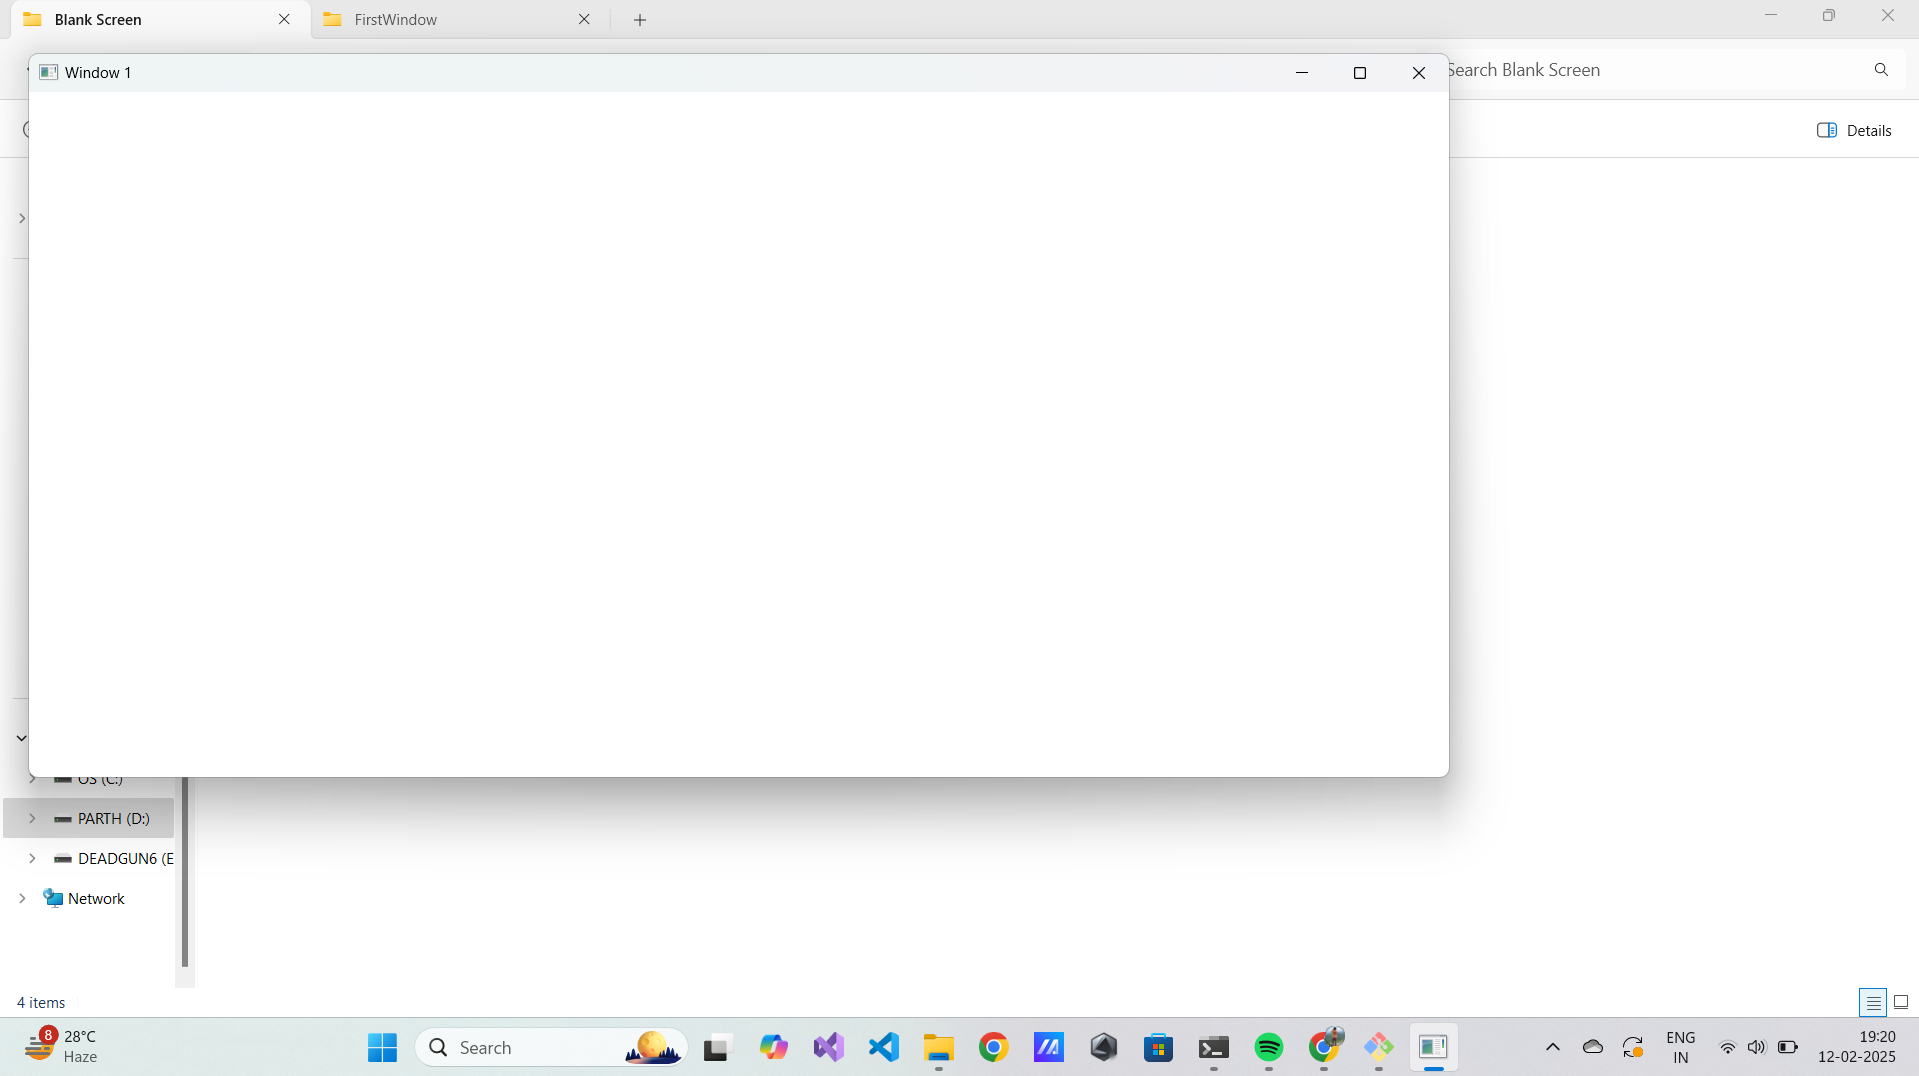 Blank Screen
FirstWindow
Window 1
Search Blank Screen
Details
OS (C:)
PARTH (D:)
DEADGUN6 (E
Network
4 items
8
28°C
Haze
Search
ENG
IN
19:20
12-02-2025